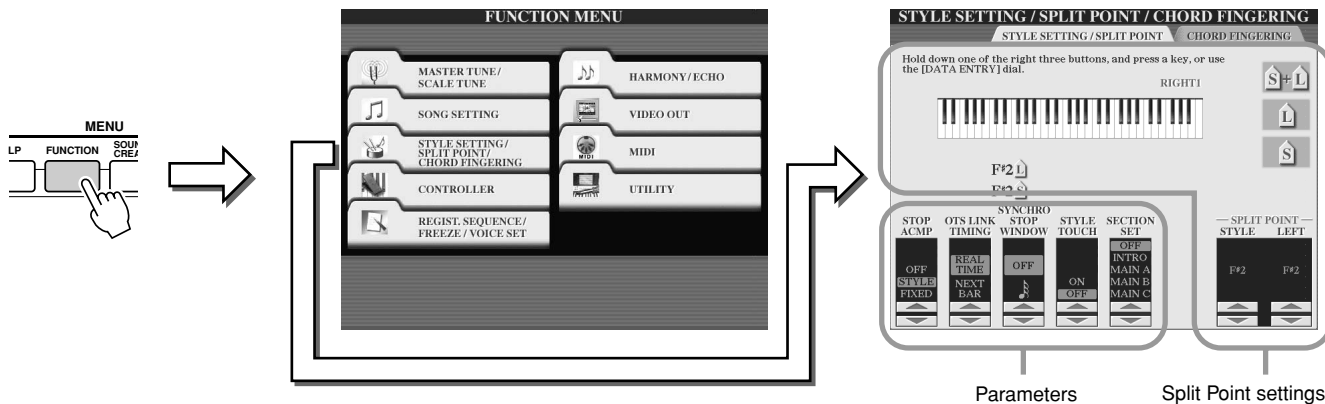 MENU
LP
FUNCTION
SOUN
CREA
FUNCTION MENU
MASTER TUNE /
SCALE TUNE
SONG SETTING
STYLE SETTING /
SPLIT POINT /
CHORD FINGERING
CONTROLLER
REGIST. SEQUENCE /
FREEZE / VOICE SET
HARMONY / ECHO
VIDEO OUT
MIDI
MIDI
UTILITY
STYLE SETTING / SPLIT POINT / CHORD FINGERING
STYLE SETTING / SPLIT POINT
CHORD FINGERING
Hold down one of the right three buttons, and press a key, or use
the [DATA ENTRY] dial.
RIGHT1
S+L
L
S
F#2 L
F#2 S
STOP
ACMP
OFF
STYLE
FIXED
OTS LINK
TIMING
REAL
TIME
NEXT
BAR
SYNCHRO
STOP
WINDOW
OFF
STYLE
TOUCH
ON
OFF
SECTION
SET
OFF
INTRO
MAIN A
MAIN B
MAIN C
SPLIT POINT
STYLE LEFT
F#2 F#2
Parameters
Split Point settings